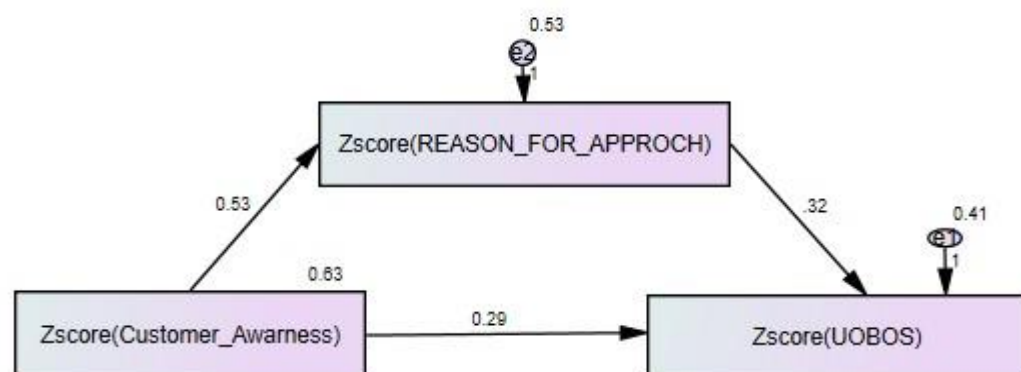 0.53
e2
1
Zscore(REASON_FOR_APPROCH)
0.53
.32
0.41
e1
1
0.63
Zscore(Customer_Awarness)
0.29
Zscore(UOBOS)